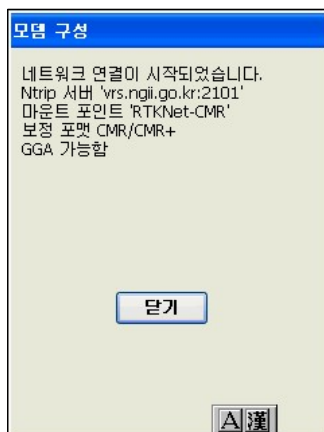 모뎀 구성
네트워크 연결이 시작되었습니다.
Ntrip 서버 'vrs.ngii.go.kr:2101'
마운트 포인트 'RTKNet-CMR'
보정 포맷 CMR/CMR+
GGA 가능함
닫기
A漢